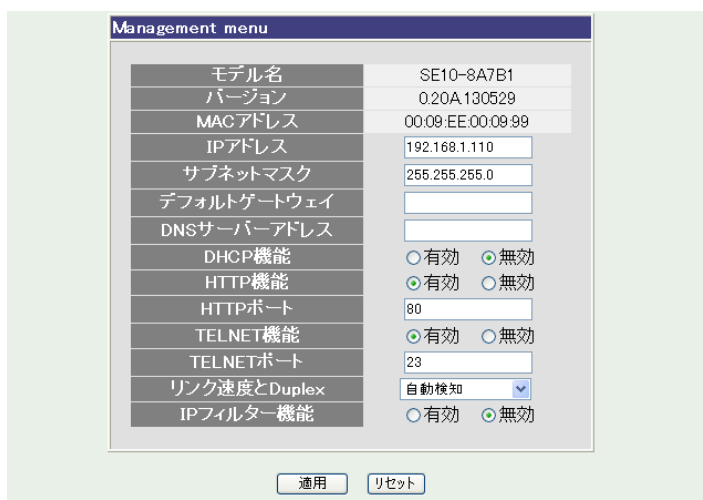 Management menu
モデル名 SE10-8A7B1
バージョン 0.20A.130529
MACアドレス 00:09:EE:00:09:99
IPアドレス 192.168.1.110
サブネットマスク 255.255.255.0
デフォルトゲートウェイ
DNSサーバーアドレス
DHCP機能 有効 無効
HTTP機能 有効 無効
HTTPポート 80
TELNET機能 有効 無効
TELNETポート 23
リンク速度とDuplex 自動検知
IPフィルター機能 有効 無効
適用 リセット